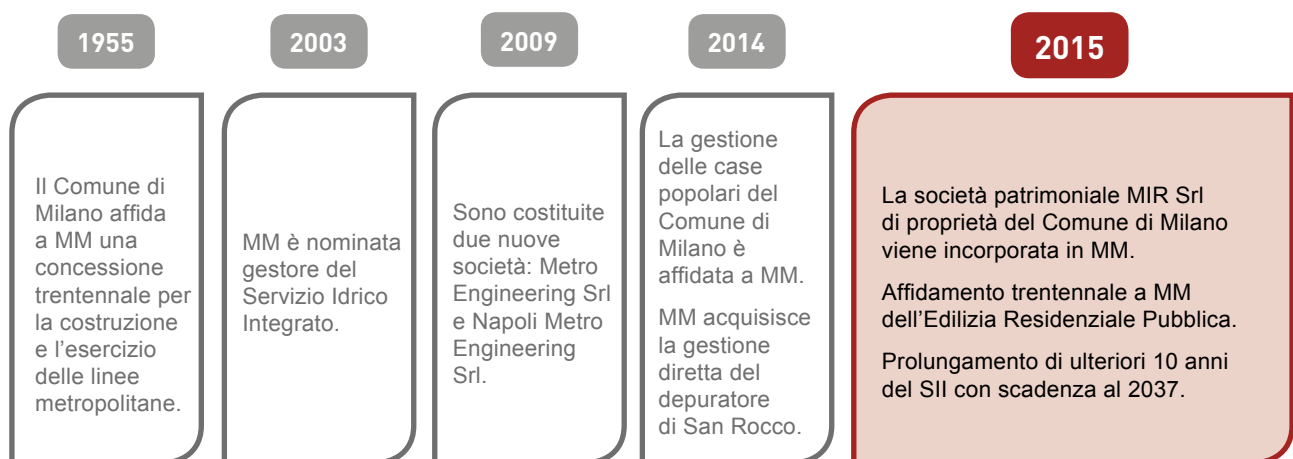 1955
Il Comune di
Milano affida
a MM una
concessione
trentennale per
la costruzione
e l’esercizio
delle linee
metropolitane.
2003
MM è nominata
gestore del
Servizio Idrico
Integrato.
2009
Sono costituite
due nuove
società: Metro
Engineering Srl
e Napoli Metro
Engineering
Srl.
2014
La gestione
delle case
popolari del
Comune di
Milano è
affidata a MM.
MM acquisisce
la gestione
diretta del
depuratore
di San Rocco.
2015
La società patrimoniale MIR Srl
di proprietà del Comune di Milano
viene incorporata in MM.
Affidamento trentennale a MM
dell’Edilizia Residenziale Pubblica.
Prolungamento di ulteriori 10 anni
del SII con scadenza al 2037.